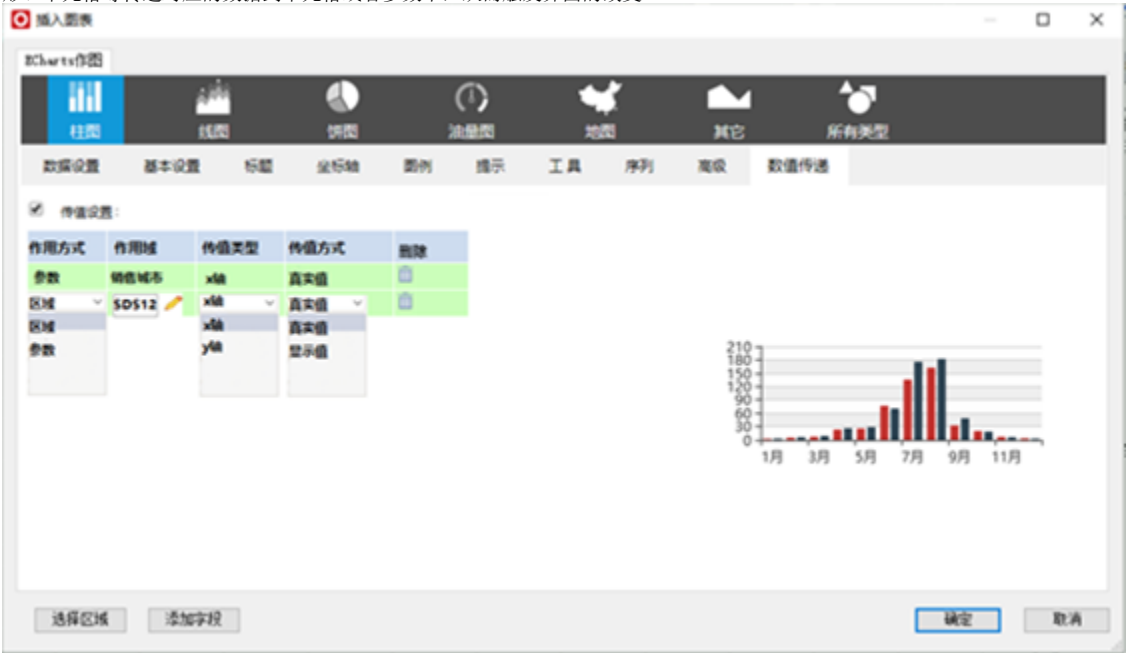 插入图表
ECharts作图
柱图 线图 饼图 油量图 地图 其它 所有类型
数据设置 基本设置 标题 坐标轴 图例 提示 工具 序列 高级 数值传递
传值设置:
作用方式 作用域 传值类型 传值方式 删除
参数 销售城市 x轴 真实值
区域 SDS12 x轴 真实值
区域 x轴 真实值
参数 y轴 显示值
210
180
150
120
90
60
30
0
1月 3月 5月 7月 9月 11月
选择区域 添加字段 确定 取消